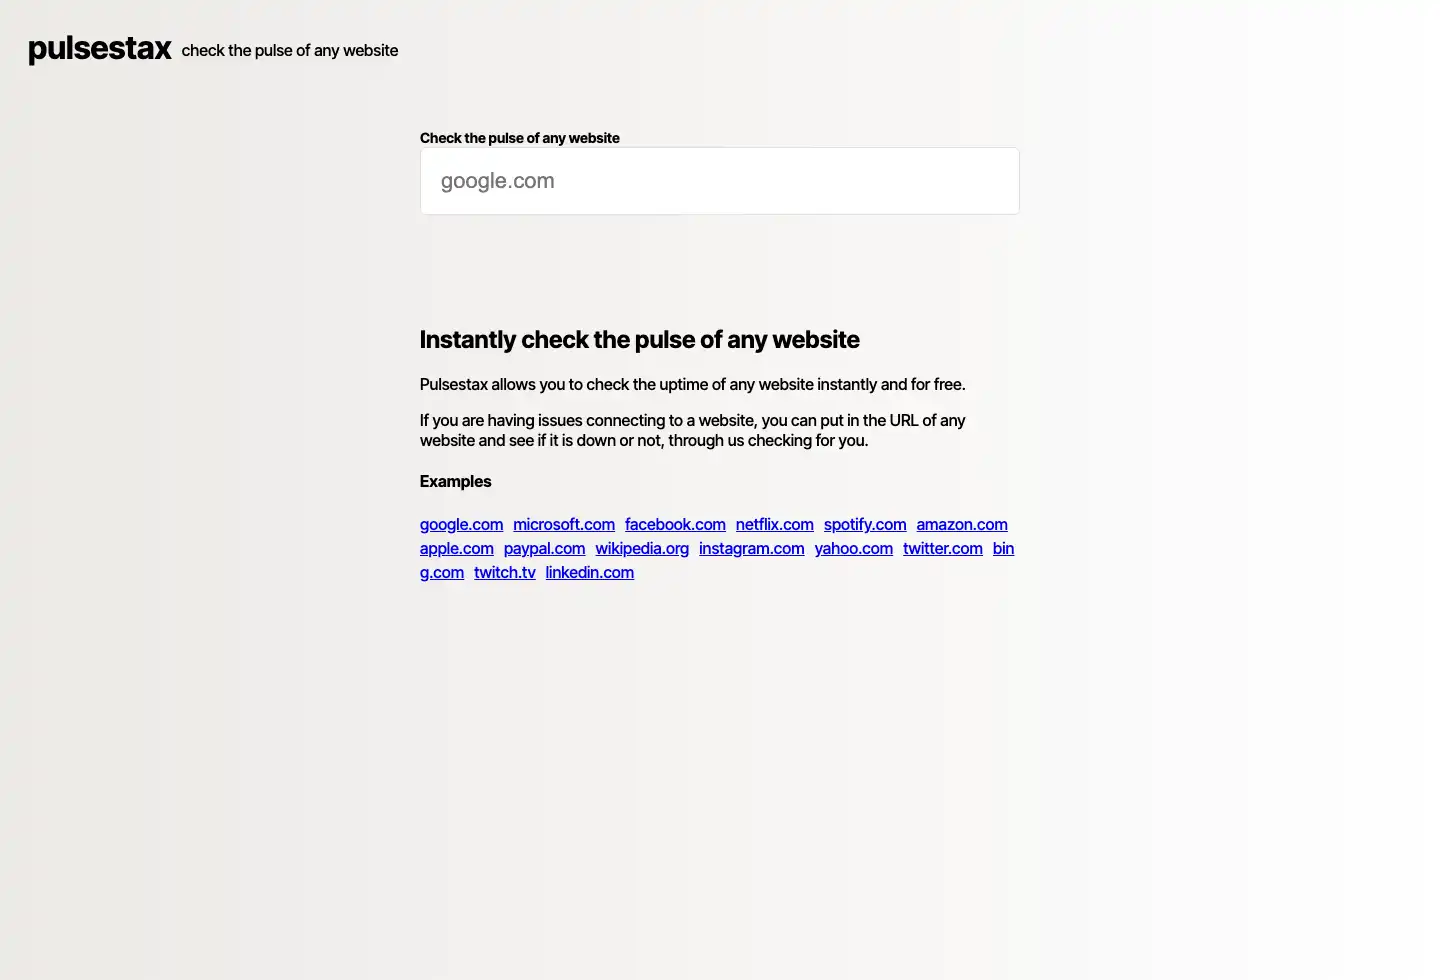 pulsestax check the pulse of any website
Check the pulse of any website
google.com
Instantly check the pulse of any website
Pulsestax allows you to check the uptime of any website instantly and for free.
If you are having issues connecting to a website, you can put in the URL of any
website and see if it is down or not, through us checking for you.
Examples
google.com microsoft.com facebook.com netflix.com spotify.com amazon.com
apple.com paypal.com wikipedia.org instagram.com yahoo.com twitter.com bin
g.com twitch.tv linkedin.com